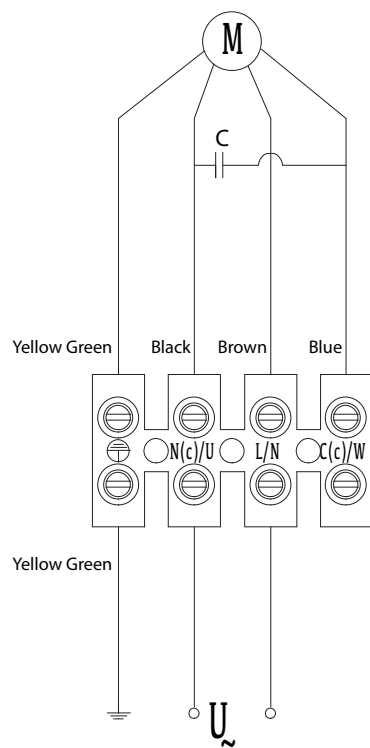 M
C
Yellow Green Black Brown Blue
N(c)/U L/N C(c)/W
Yellow Green
U
~